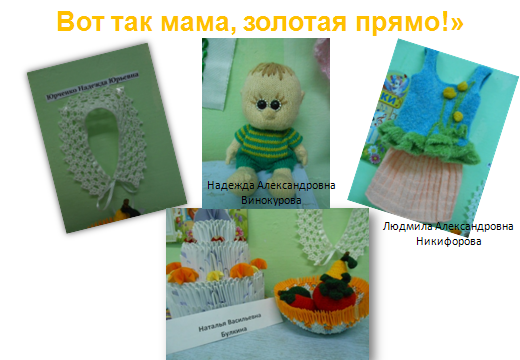 Вот так мама, золотая прямо!»
Юрченко Надежда Юрьевна
Надежда Александровна
Винокурова
Людмила Александровна
Никифорова
Наталья Васильевна
Булкина